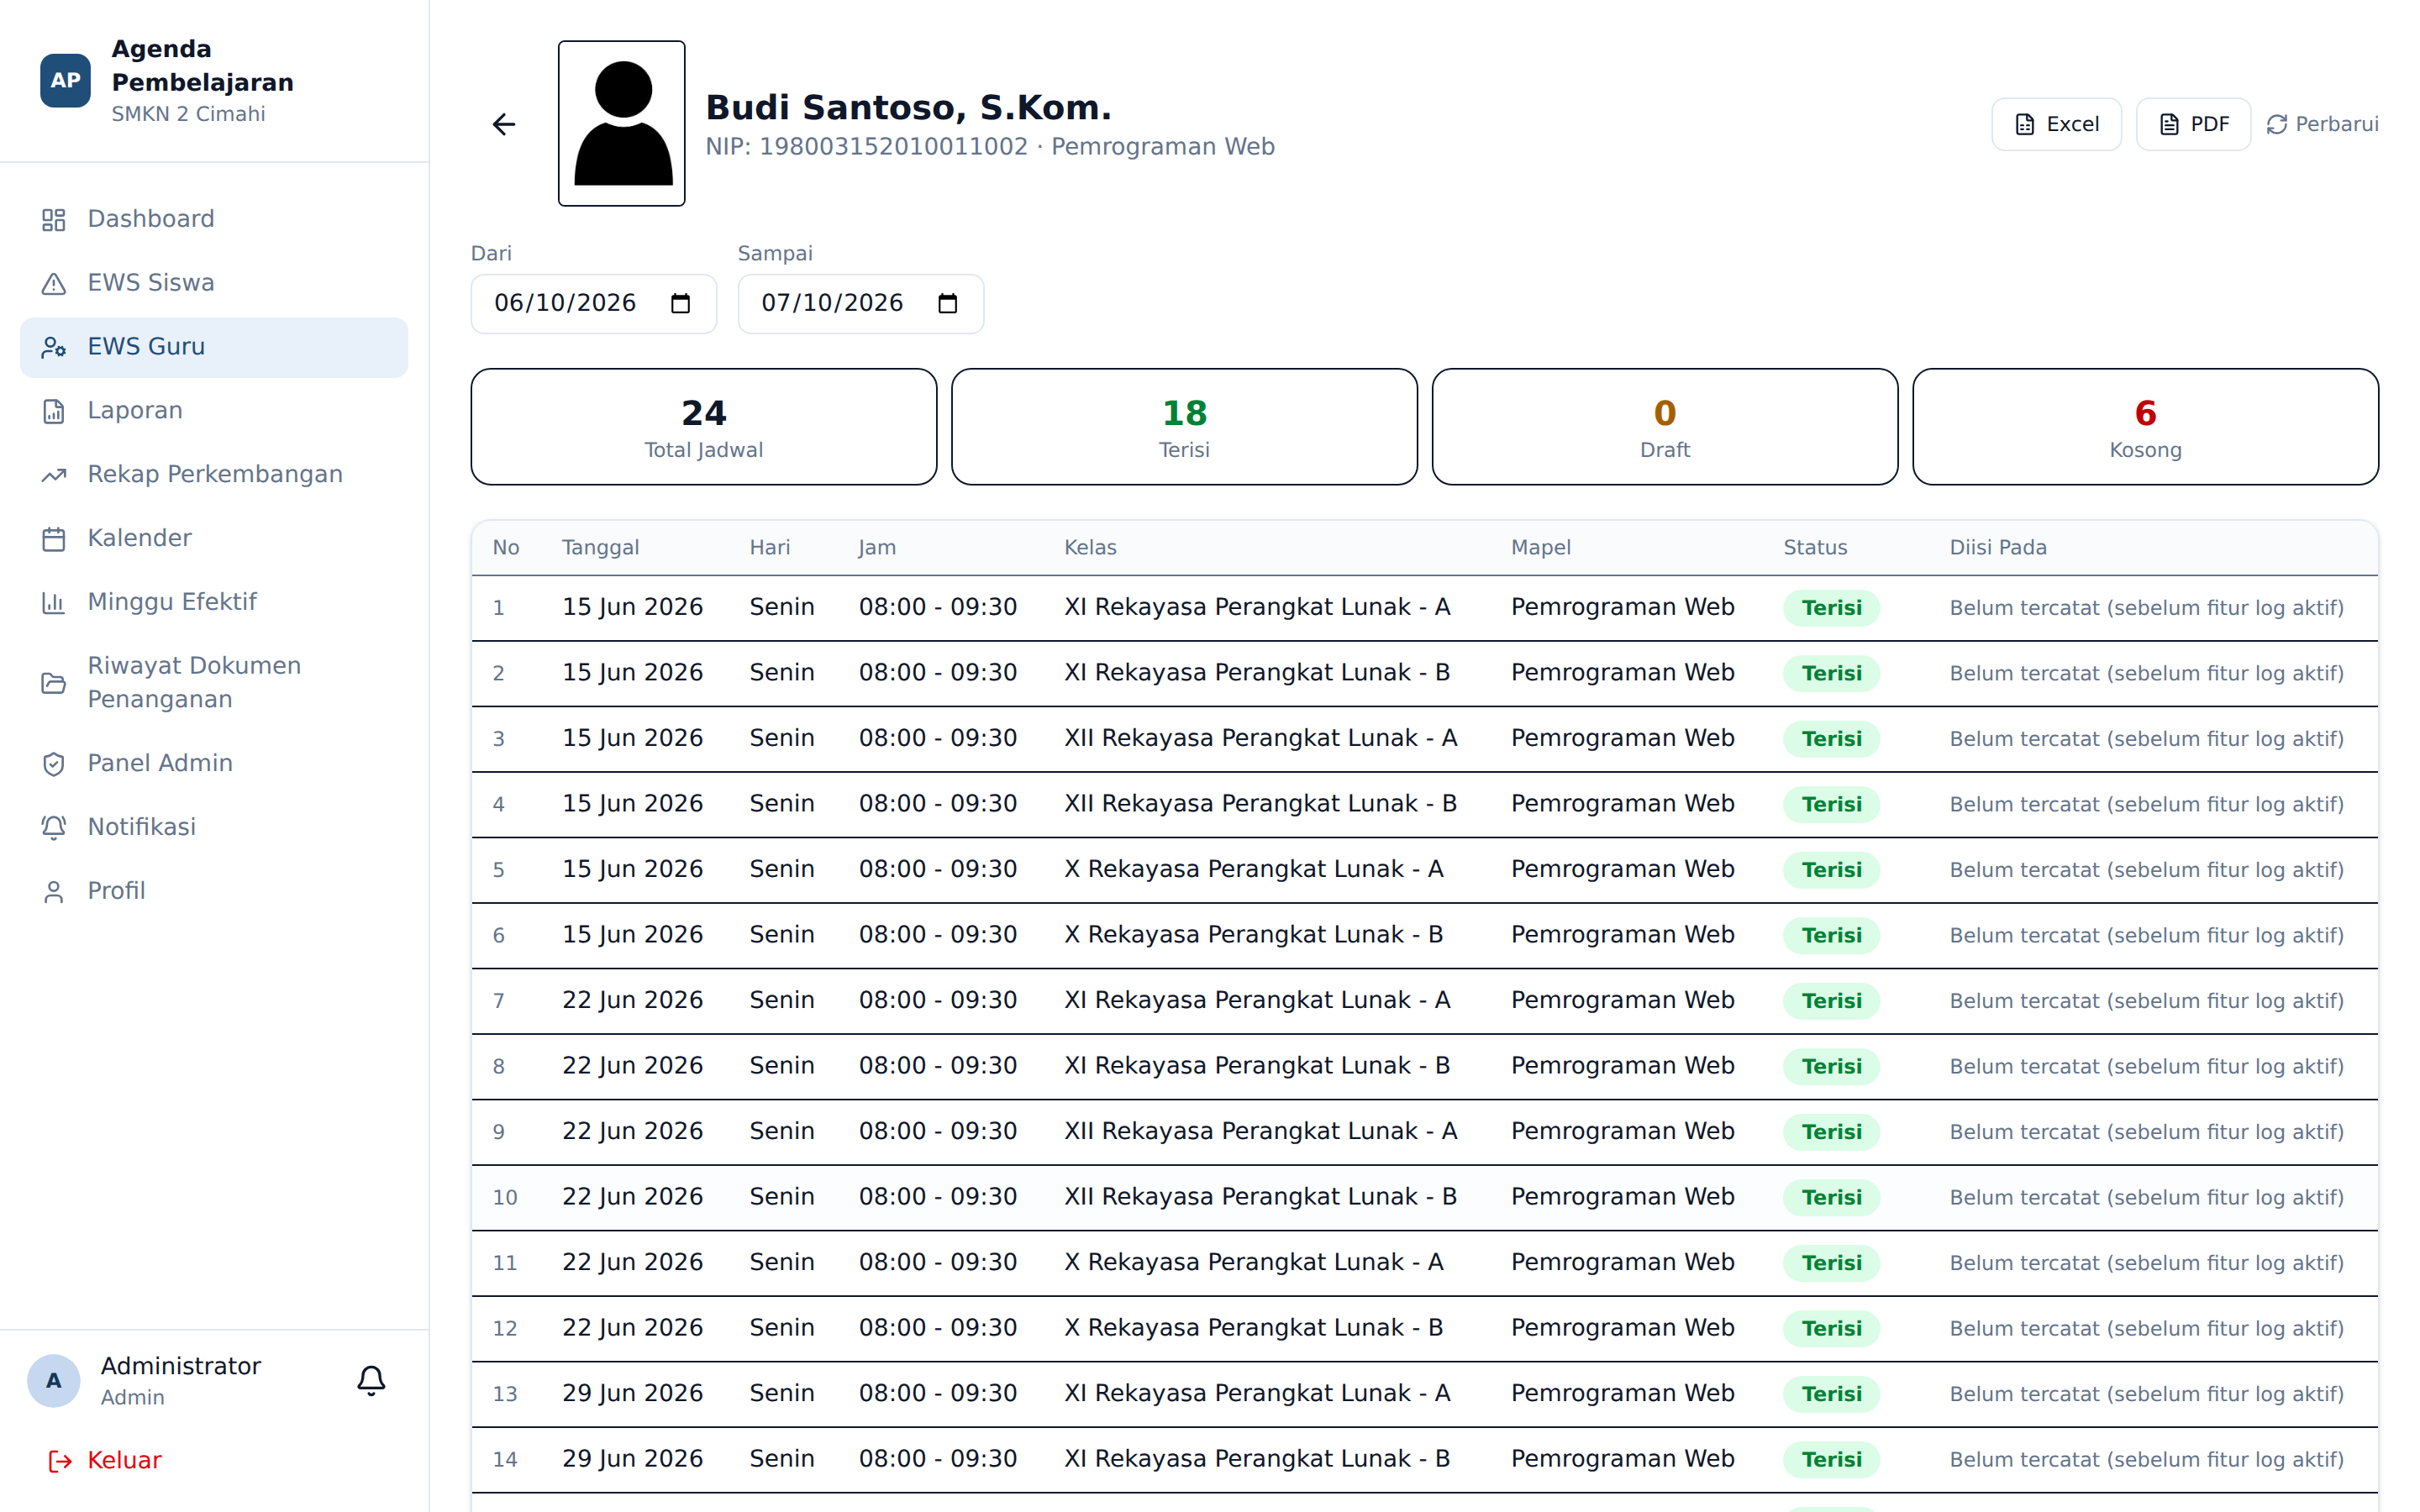 AP
Agenda
Pembelajaran
SMKN 2 Cimahi
Dashboard
EWS Siswa
EWS Guru
Laporan
Rekap Perkembangan
Kalender
Minggu Efektif
Riwayat Dokumen
Penanganan
Panel Admin
Notifikasi
Profil
A
Administrator
Admin
Keluar
Budi Santoso, S.Kom.
NIP: 198003152010011002 · Pemrograman Web
Excel
PDF
Perbarui
Dari
Sampai
06/10/2026
07/10/2026
24
Total Jadwal
18
Terisi
0
Draft
6
Kosong
No Tanggal Hari Jam Kelas Mapel Status Diisi Pada
1 15 Jun 2026 Senin 08:00 - 09:30 XI Rekayasa Perangkat Lunak - A Pemrograman Web Terisi Belum tercatat (sebelum fitur log aktif)
2 15 Jun 2026 Senin 08:00 - 09:30 XI Rekayasa Perangkat Lunak - B Pemrograman Web Terisi Belum tercatat (sebelum fitur log aktif)
3 15 Jun 2026 Senin 08:00 - 09:30 XII Rekayasa Perangkat Lunak - A Pemrograman Web Terisi Belum tercatat (sebelum fitur log aktif)
4 15 Jun 2026 Senin 08:00 - 09:30 XII Rekayasa Perangkat Lunak - B Pemrograman Web Terisi Belum tercatat (sebelum fitur log aktif)
5 15 Jun 2026 Senin 08:00 - 09:30 X Rekayasa Perangkat Lunak - A Pemrograman Web Terisi Belum tercatat (sebelum fitur log aktif)
6 15 Jun 2026 Senin 08:00 - 09:30 X Rekayasa Perangkat Lunak - B Pemrograman Web Terisi Belum tercatat (sebelum fitur log aktif)
7 22 Jun 2026 Senin 08:00 - 09:30 XI Rekayasa Perangkat Lunak - A Pemrograman Web Terisi Belum tercatat (sebelum fitur log aktif)
8 22 Jun 2026 Senin 08:00 - 09:30 XI Rekayasa Perangkat Lunak - B Pemrograman Web Terisi Belum tercatat (sebelum fitur log aktif)
9 22 Jun 2026 Senin 08:00 - 09:30 XII Rekayasa Perangkat Lunak - A Pemrograman Web Terisi Belum tercatat (sebelum fitur log aktif)
10 22 Jun 2026 Senin 08:00 - 09:30 XII Rekayasa Perangkat Lunak - B Pemrograman Web Terisi Belum tercatat (sebelum fitur log aktif)
11 22 Jun 2026 Senin 08:00 - 09:30 X Rekayasa Perangkat Lunak - A Pemrograman Web Terisi Belum tercatat (sebelum fitur log aktif)
12 22 Jun 2026 Senin 08:00 - 09:30 X Rekayasa Perangkat Lunak - B Pemrograman Web Terisi Belum tercatat (sebelum fitur log aktif)
13 29 Jun 2026 Senin 08:00 - 09:30 XI Rekayasa Perangkat Lunak - A Pemrograman Web Terisi Belum tercatat (sebelum fitur log aktif)
14 29 Jun 2026 Senin 08:00 - 09:30 XI Rekayasa Perangkat Lunak - B Pemrograman Web Terisi Belum tercatat (sebelum fitur log aktif)